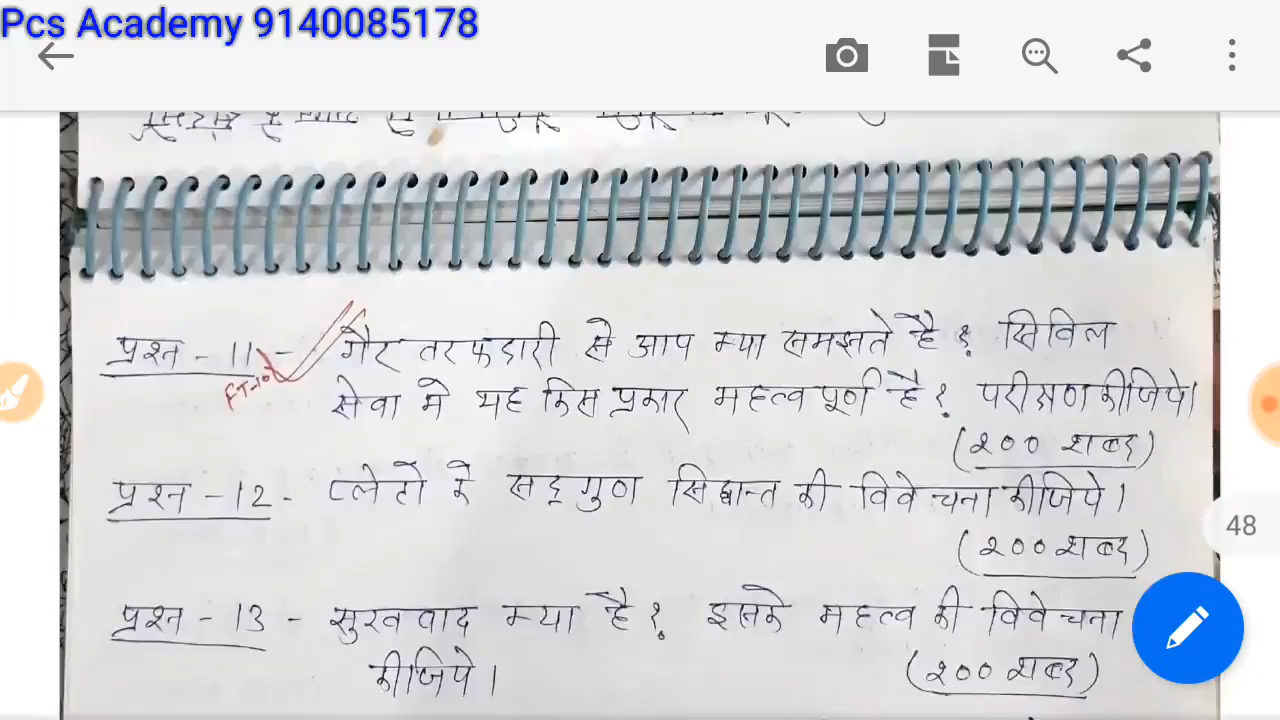 Pcs Academy 9140085178
प्रश्न - 11 - गैर तरफदारी से आप क्या समझते है? सिविल
सेवा मे यह किस प्रकार महत्वपूर्ण है? परीक्षण कीजिये।
(200 शब्द)
प्रश्न - 12 - प्लेटो के सद्गुण सिद्धान्त की विवेचना कीजिये।
(200 शब्द)
48
प्रश्न - 13 - सुखवाद क्या है? इसके महत्व की विवेचना
कीजिये।
(200 शब्द)